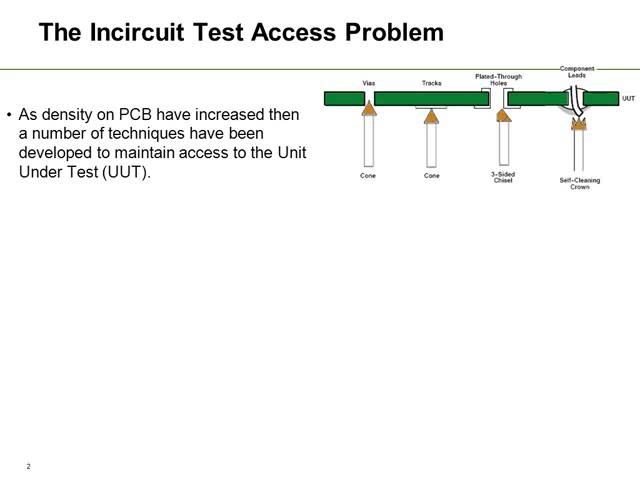 The Incircuit Test Access Problem
• As density on PCB have increased then
a number of techniques have been
developed to maintain access to the Unit
Under Test (UUT).
Vias
Tracks
Plated-Through
Holes
Component
Leads
UUT
Cone
Cone
3-Sided
Chisel
Self-Cleaning
Crown
2